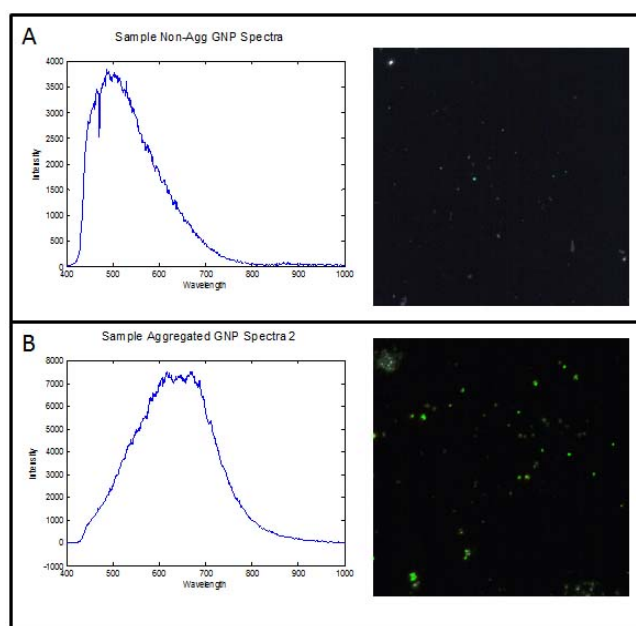 A
Sample Non-Agg GNP Spectra
4000
3500
3000
2500
2000
1500
1000
500
0
Intensity
400 500 600 700 800 900 1000
Wavelength
B
Sample Aggregated GNP Spectra 2
8000
7000
6000
5000
4000
3000
2000
1000
0
-1000
Intensity
400 500 600 700 800 900 1000
Wavelength